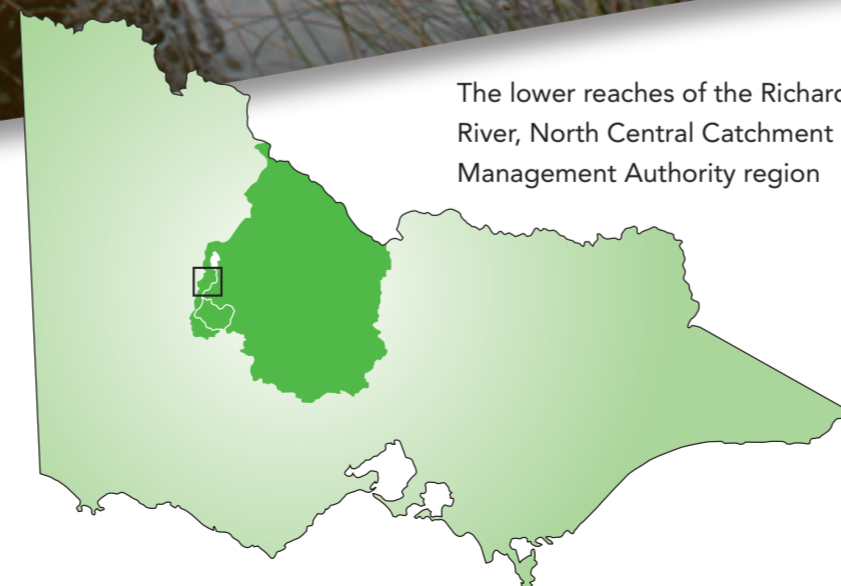 The lower reaches of the
River, North Central Catchment
Management Authority region